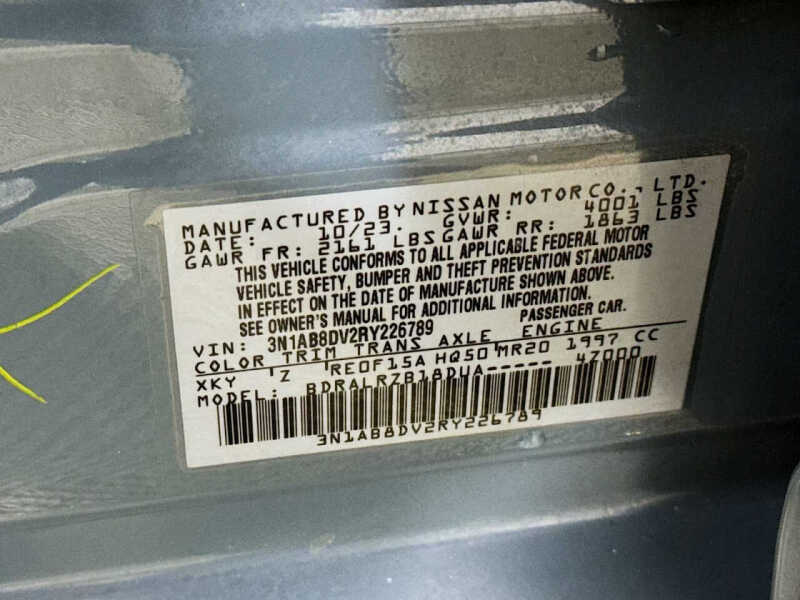 MANUFACTURED BY NISSAN MOTOR CO., LTD.
DATE: 10/23. GVWR: 4001 LBS
GAWR FR: 2161 LBS GAWR RR: 1863 LBS
THIS VEHICLE CONFORMS TO ALL APPLICABLE FEDERAL MOTOR
VEHICLE SAFETY, BUMPER AND THEFT PREVENTION STANDARDS
IN EFFECT ON THE DATE OF MANUFACTURE SHOWN ABOVE.
SEE OWNER'S MANUAL FOR ADDITIONAL INFORMATION.
VIN: 3N1AB8DV2RY226789 PASSENGER CAR.
COLOR TRIM TRANS AXLE ENGINE
XKY 'Z 'RE0F15A HQ50 'MR20 1997 CC
MODEL: BDRALRZB18DUA----- 4Z000
3N1AB8DV2RY226789